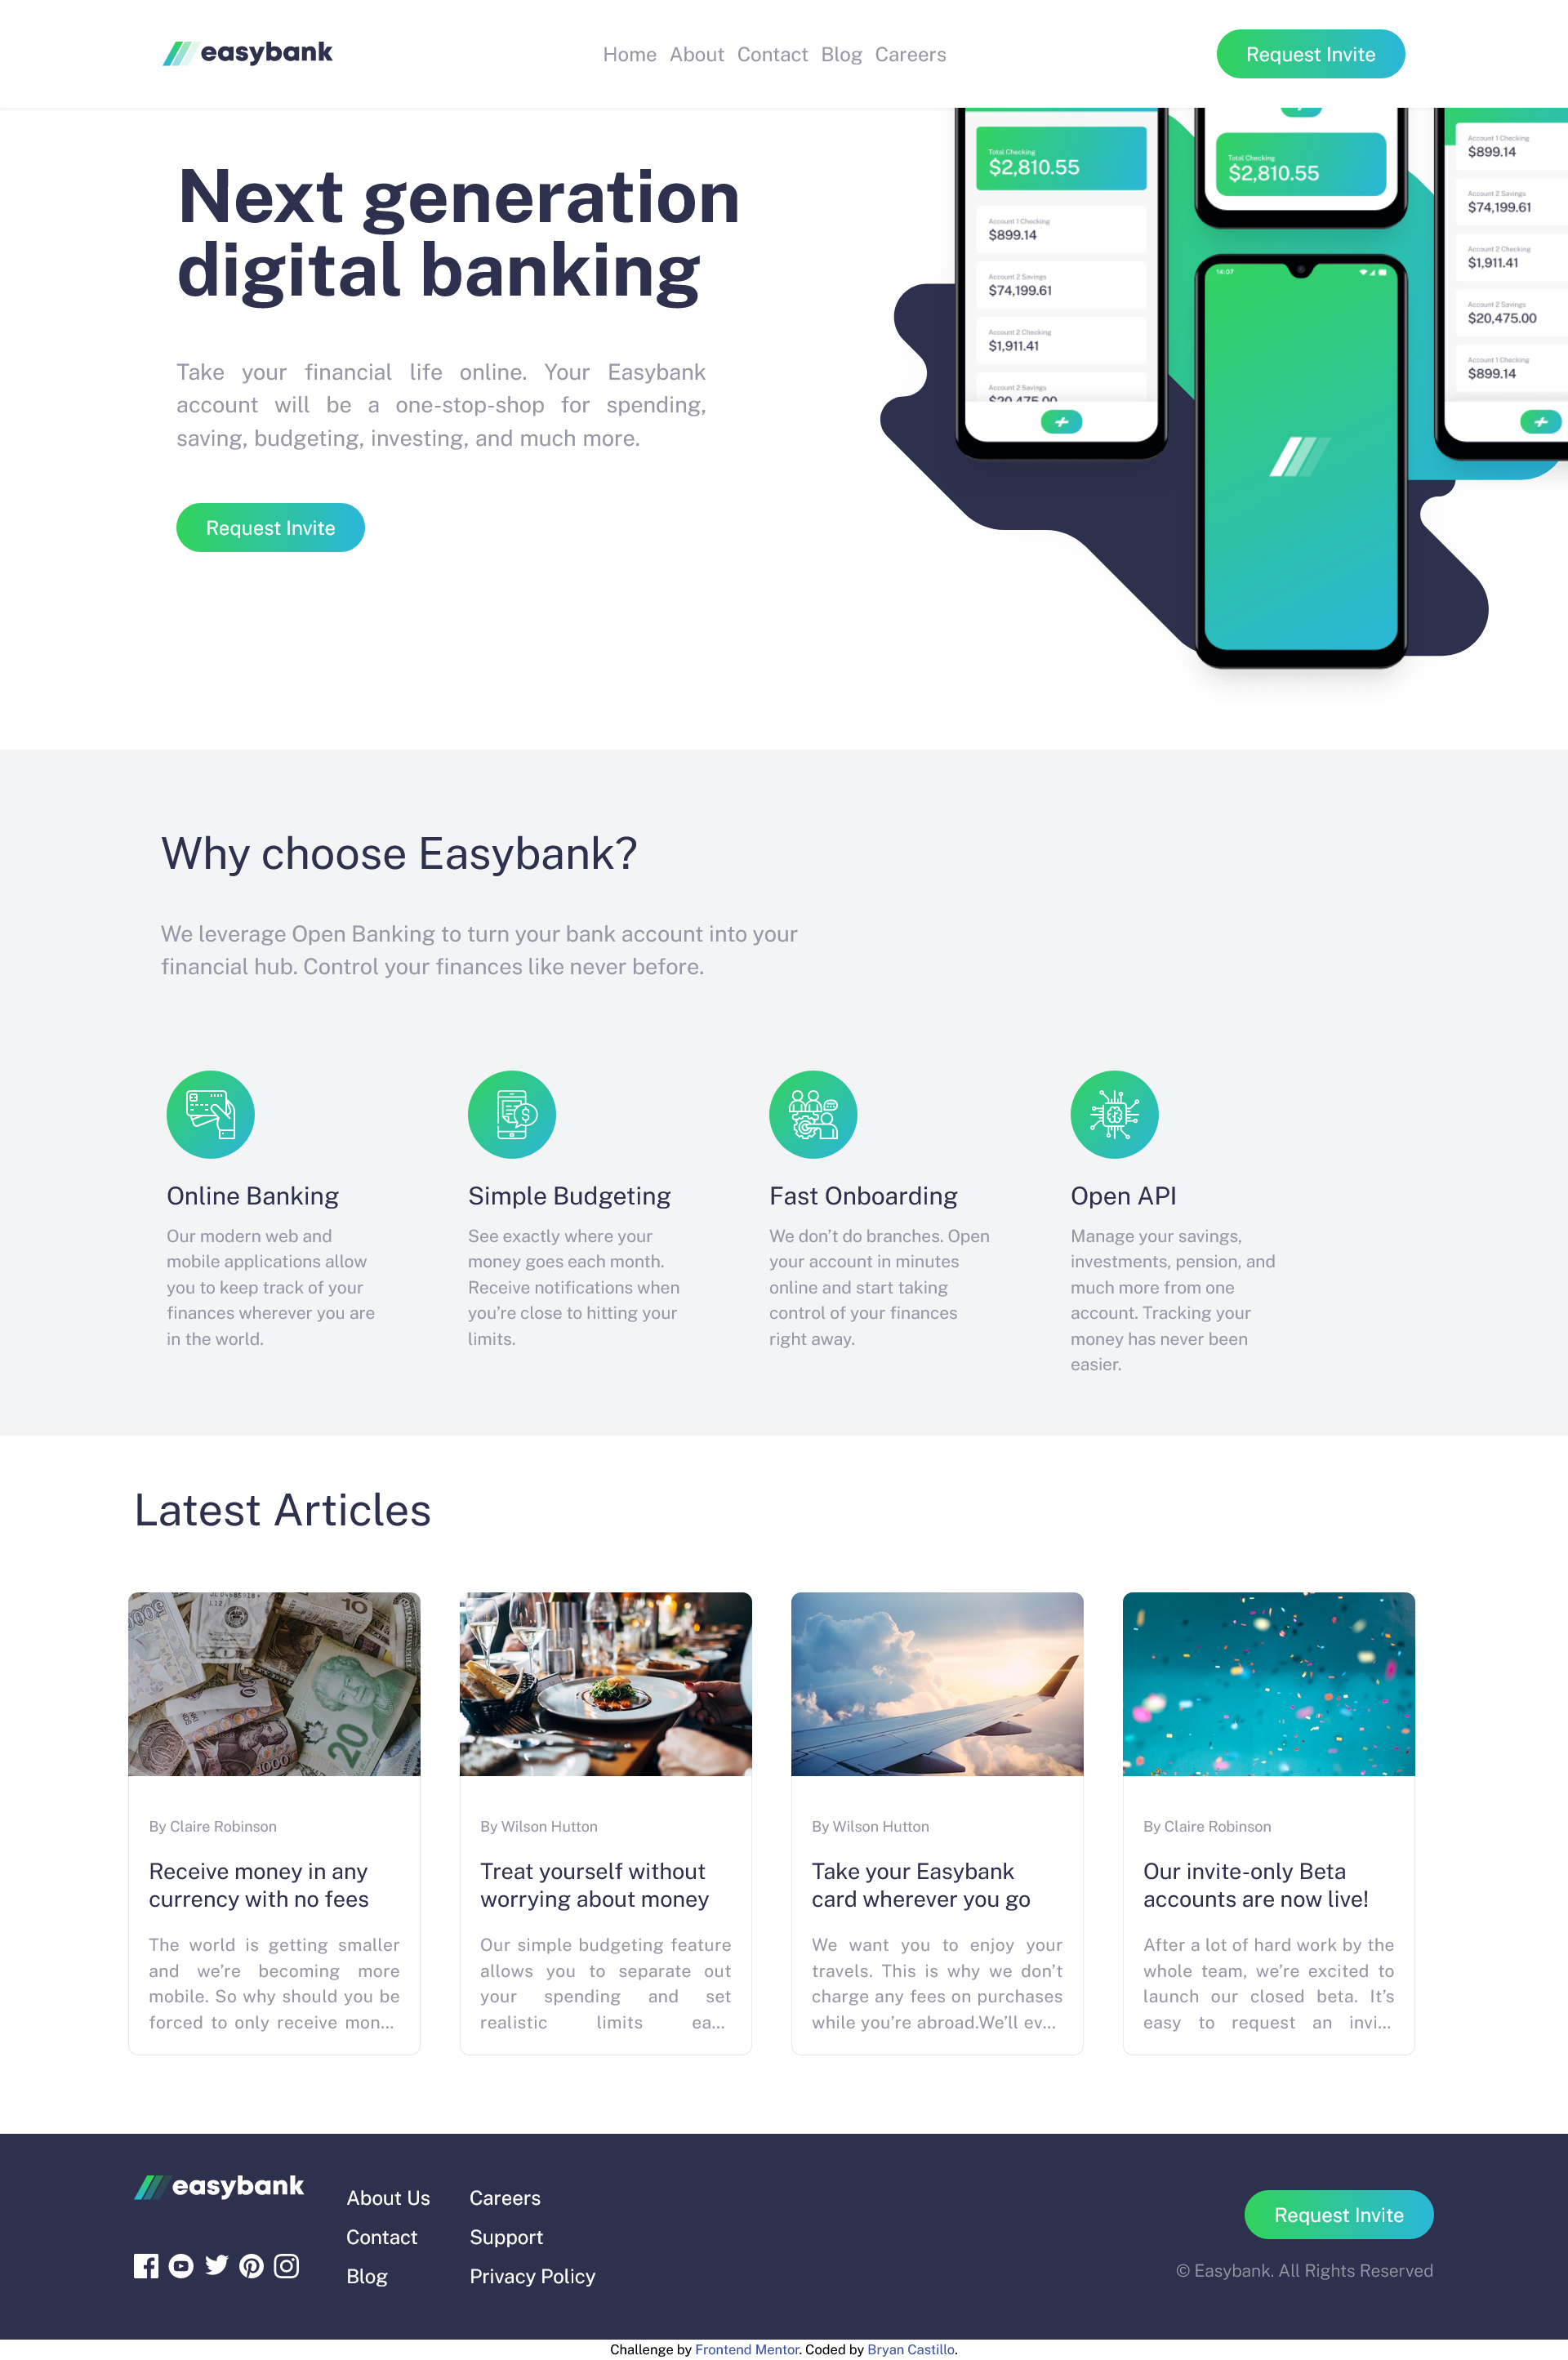 easybank
Home About Contact Blog Careers
Request Invite
Next generation
digital banking
Take your financial life online. Your Easybank
account will be a one-stop-shop for spending,
saving, budgeting, investing, and much more.
Request Invite
Total Checking
$2,810.55
Account 1 Checking
$899.14
Account 2 Savings
$74,199.61
Account 2 Checking
$1,911.41
Account 2 Savings
$20,475.00
Total Checking
$2,810.55
14:07
Account 1 Checking
$899.14
Account 2 Savings
$74,199.61
Account 2 Checking
$1,911.41
Account 2 Savings
$20,475.00
Account 1 Checking
$899.14
Why choose Easybank?
We leverage Open Banking to turn your bank account into your
financial hub. Control your finances like never before.
Online Banking
Our modern web and
mobile applications allow
you to keep track of your
finances wherever you are
in the world.
Simple Budgeting
See exactly where your
money goes each month.
Receive notifications when
you’re close to hitting your
limits.
Fast Onboarding
We don’t do branches. Open
your account in minutes
online and start taking
control of your finances
right away.
Open API
Manage your savings,
investments, pension, and
much more from one
account. Tracking your
money has never been
easier.
Latest Articles
10
20
1000
By Claire Robinson
Receive money in any
currency with no fees
The world is getting smaller
and we’re becoming more
mobile. So why should you be
forced to only receive mon...
By Wilson Hutton
Treat yourself without
worrying about money
Our simple budgeting feature
allows you to separate out
your spending and set
realistic limits ea...
By Wilson Hutton
Take your Easybank
card wherever you go
We want you to enjoy your
travels. This is why we don’t
charge any fees on purchases
while you’re abroad.We’ll ev...
By Claire Robinson
Our invite-only Beta
accounts are now live!
After a lot of hard work by the
whole team, we’re excited to
launch our closed beta. It’s
easy to request an invi...
easybank
About Us
Contact
Blog
Careers
Support
Privacy Policy
Request Invite
© Easybank. All Rights Reserved
Challenge by Frontend Mentor. Coded by Bryan Castillo.